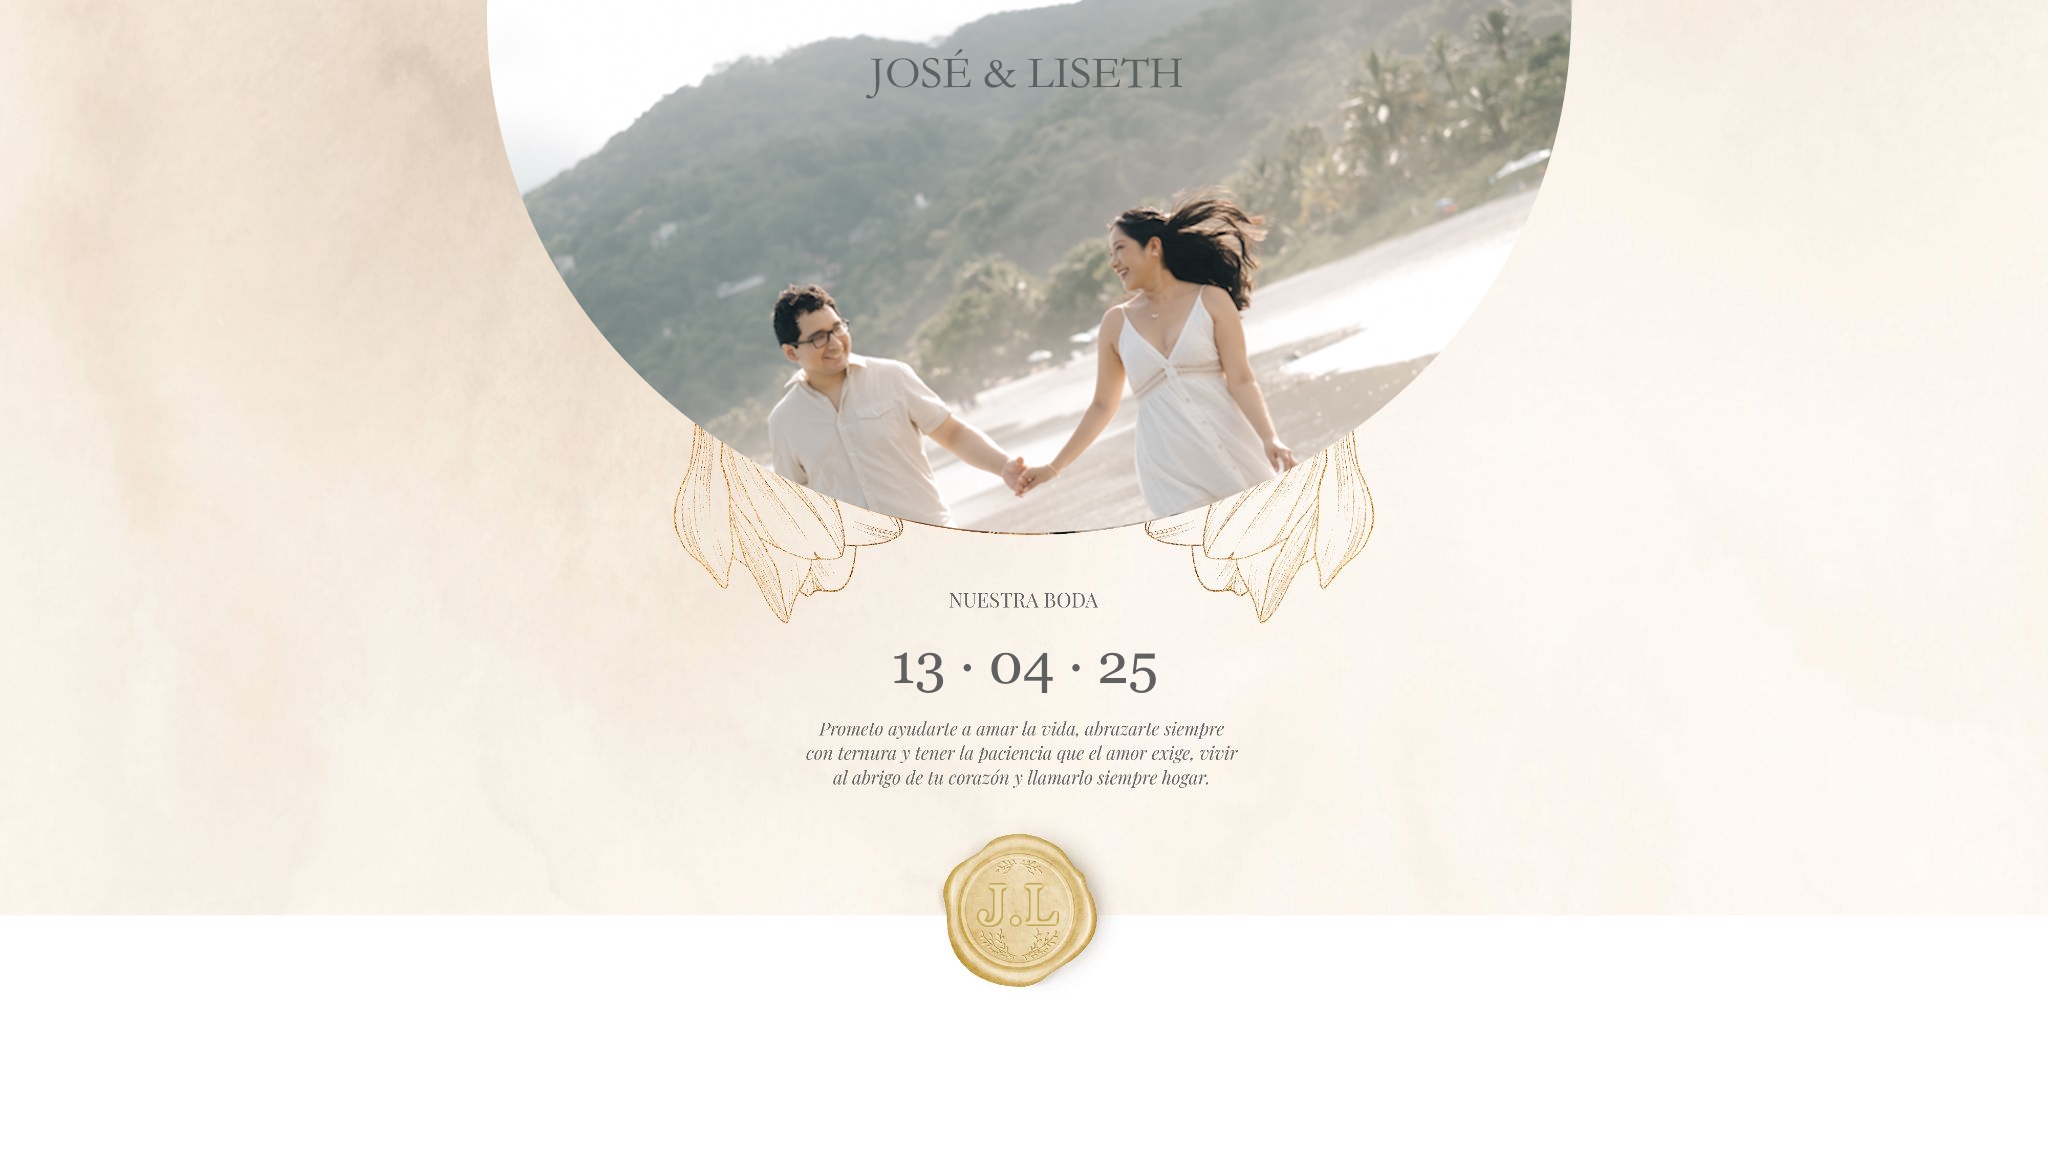 JOSÉ & LISETH
NUESTRA BODA
13 · 04 · 25
Prometo ayudarte a amar la vida, abrazarte siempre
con ternura y tener la paciencia que el amor exige, vivir
al abrigo de tu corazón y llamarlo siempre hogar.
J.L